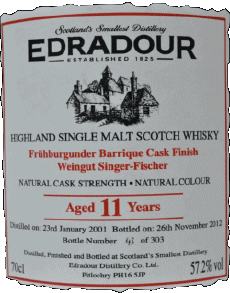 Scotland's Smallest Distillery
EDRADOUR
ESTABLISHED 1825
HIGHLAND SINGLE MALT SCOTCH WHISKY
Frühburgunder Barrique Cask Finish
Weingut Singer-Fischer
NATURAL CASK STRENGTH • NATURAL COLOUR
Aged 11 Years
Distilled on: 23rd January 2001 Bottled on: 26th November 2012
Bottle Number of 303
Distilled, Finished and Bottled at Scotland's Smallest Distillery
70cl Edradour Distillery Co. Ltd. 57.2% vol
Pitlochry PH16 5JP